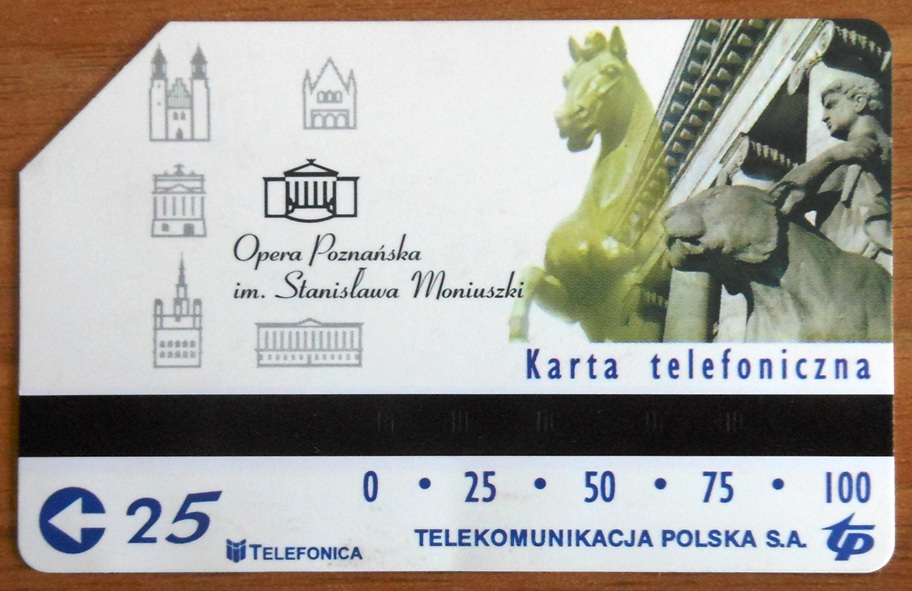 Opera Poznańska
im. Stanisława Moniuszki
Karta telefoniczna
0 • 25 • 50 • 75 • 100
25
TELEFONICA
TELEKOMUNIKACJA POLSKA S.A.
tp